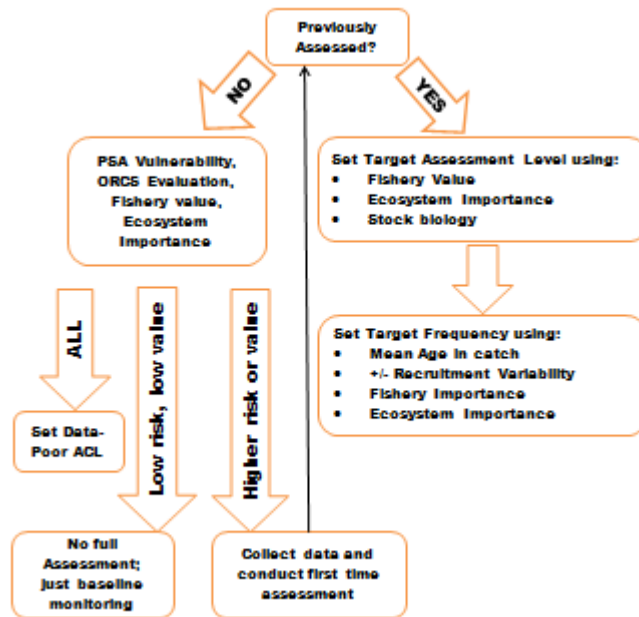 Previously
Assessed?
NO
YES
PSA Vulnerability,
ORCS Evaluation,
Fishery value,
Ecosystem
Importance
Set Target Assessment Level using:
• Fishery Value
• Ecosystem Importance
• Stock biology
ALL
Low risk, low value
Higher risk or value
Set Target Frequency using:
• Mean Age in catch
• +/- Recruitment Variability
• Fishery Importance
• Ecosystem Importance
Set Data-
Poor ACL
No full
Assessment;
just baseline
monitoring
Collect data and
conduct first time
assessment